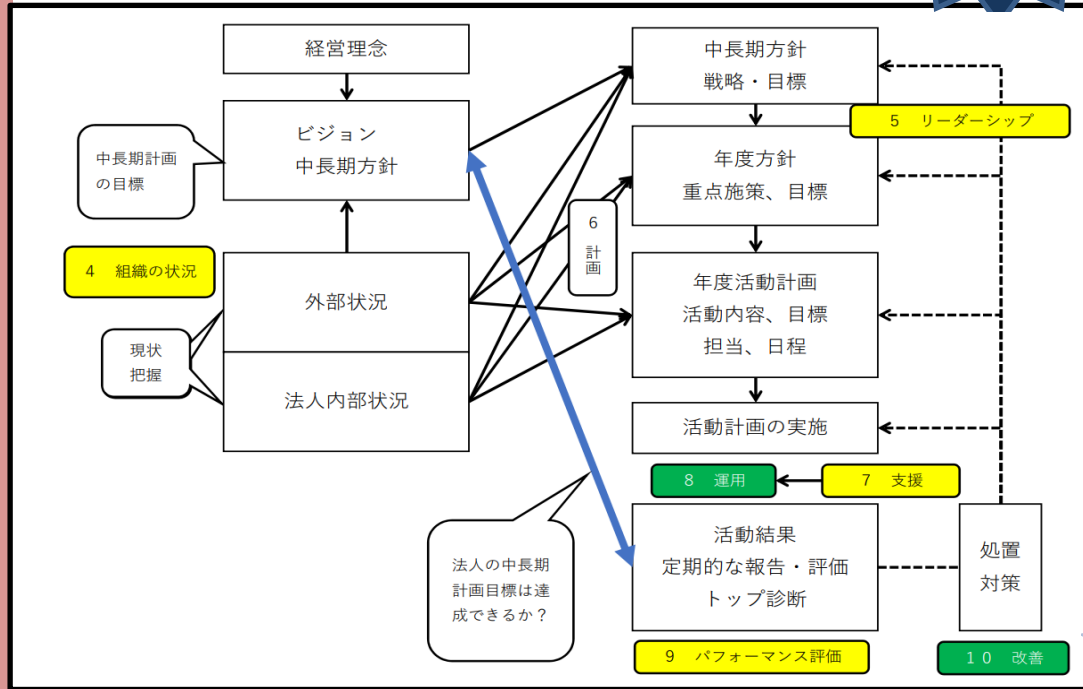 経営理念
ビジョン
中長期方針
中長期計画
の目標
4 組織の状況
外部状況
現状
把握
法人内部状況
6
計
画
中長期方針
戦略・目標
5 リーダーシップ
年度方針
重点施策、目標
年度活動計画
活動内容、目標
担当、日程
活動計画の実施
8 運用
7 支援
活動結果
定期的な報告・評価
トップ診断
処置
対策
法人の中長期
計画目標は達
成できるか？
9 パフォーマンス評価
10 改善